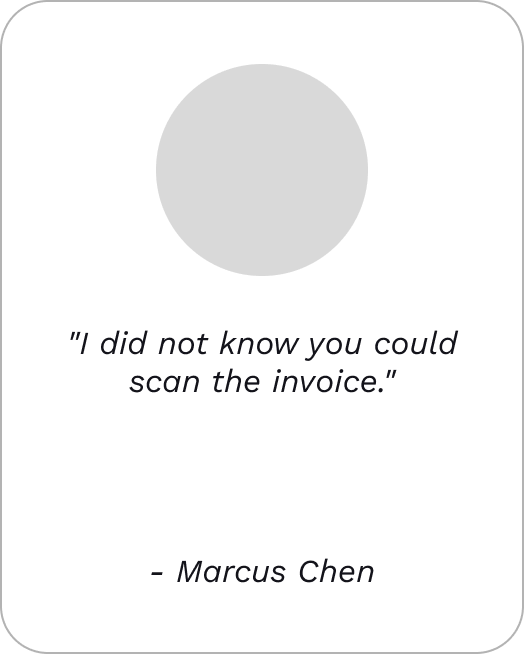 "I did not know you could
scan the invoice."
- Marcus Chen